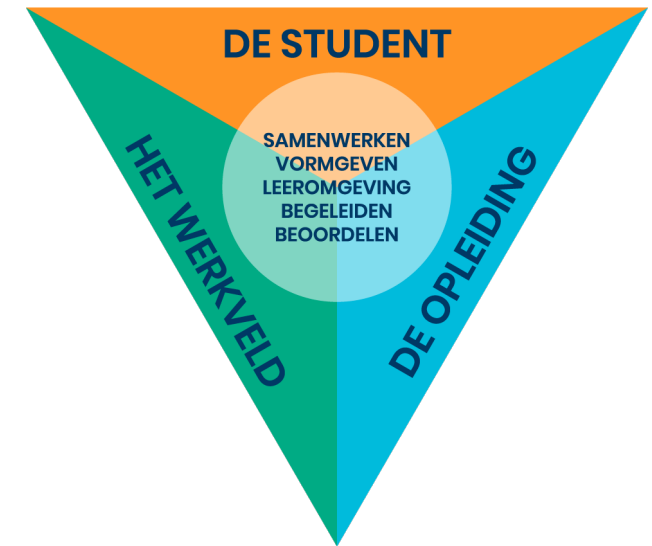 DE STUDENT
SAMENWERKEN
VORMGEVEN
LEEROMGEVING
BEGELEIDEN
BEOORDELEN
HET WERKVELD
DE OPLEIDING